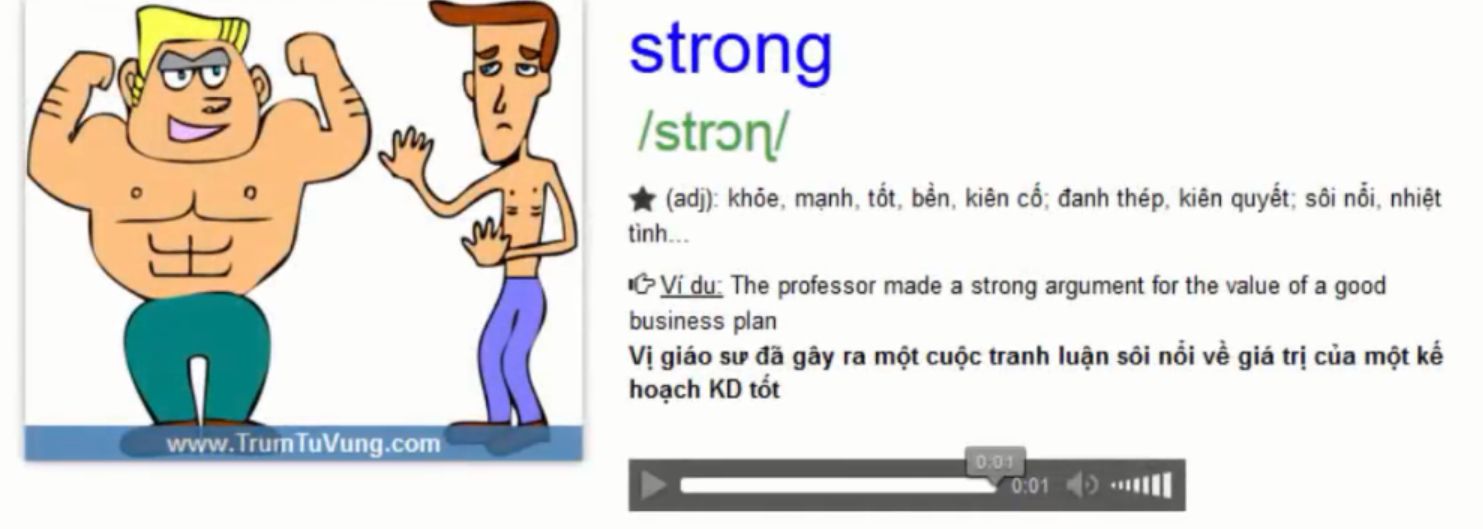 strong
/strɔɳ/
★ (adj): khỏe, mạnh, tốt, bền, kiên cố; đanh thép, kiên quyết; sôi nổi, nhiệt
tình...
Ví du: The professor made a strong argument for the value of a good
business plan
Vị giáo sư đã gây ra một cuộc tranh luận sôi nổi về giá trị của một kế
hoạch KD tốt
www.TrumTuVung.com
0:01
0:01